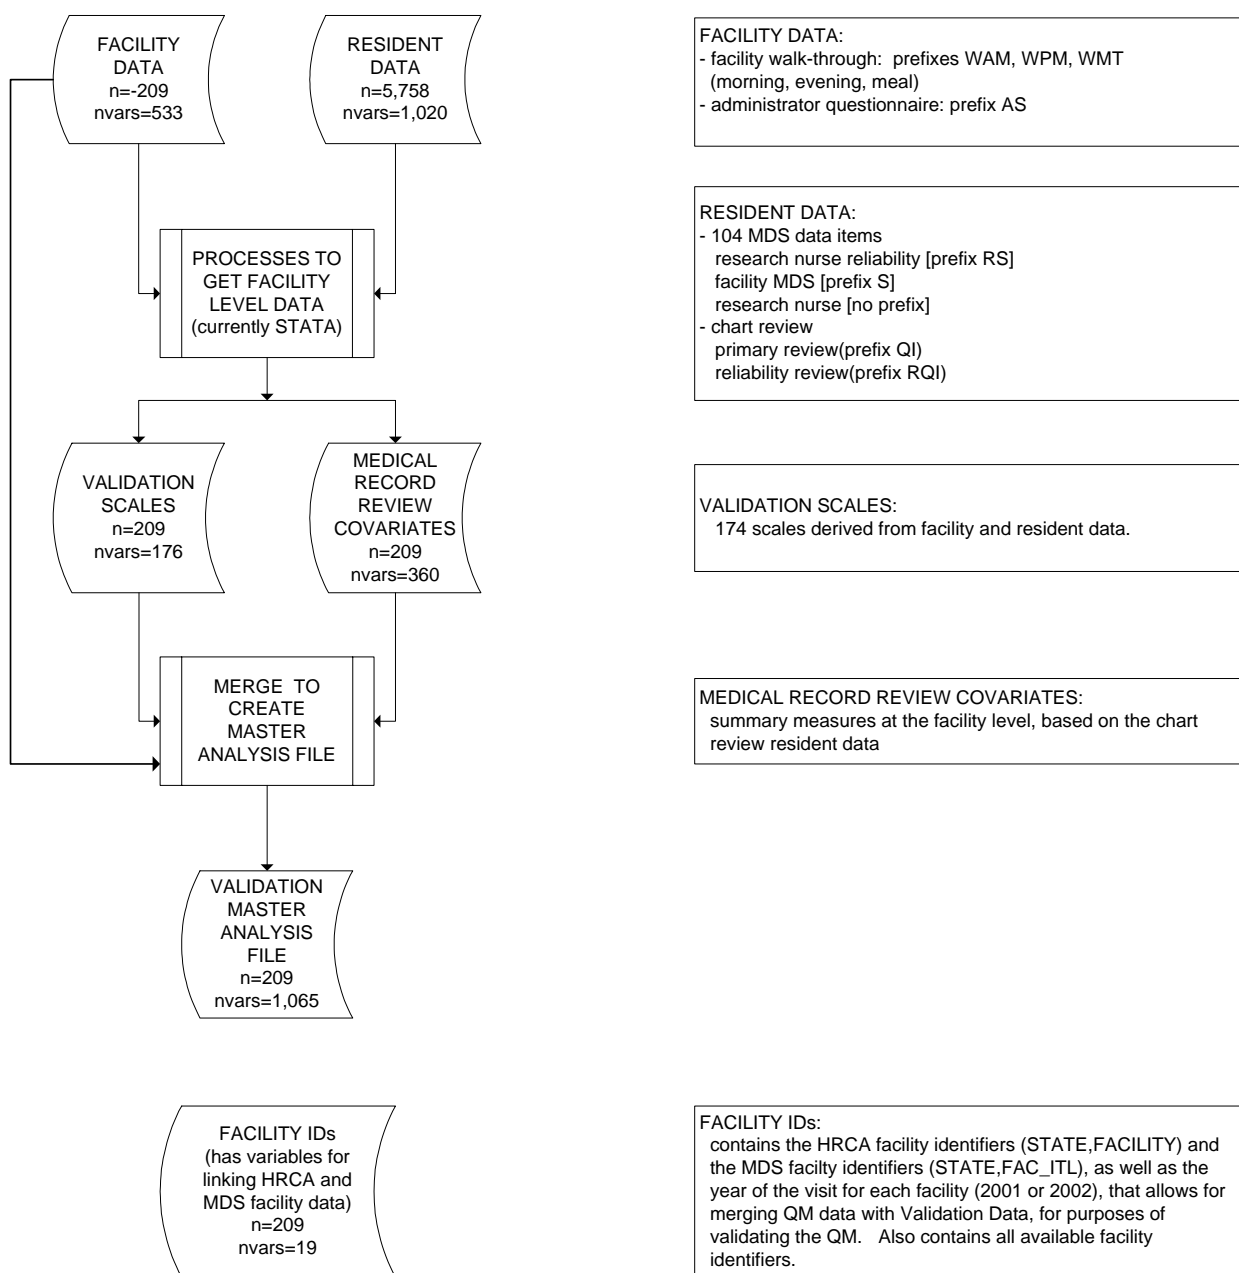 FACILITY
DATA
n=-209
nvars=533
RESIDENT
DATA
n=5,758
nvars=1,020
FACILITY DATA:
- facility walk-through: prefixes WAM, WPM, WMT
(morning, evening, meal)
- administrator questionnaire: prefix AS
PROCESSES TO
GET FACILITY
LEVEL DATA
(currently STATA)
RESIDENT DATA:
- 104 MDS data items
research nurse reliability [prefix RS]
facility MDS [prefix S]
research nurse [no prefix]
- chart review
primary review(prefix QI)
reliability review(prefix RQI)
VALIDATION
SCALES
n=209
nvars=176
MEDICAL
RECORD
REVIEW
COVARIATES
n=209
nvars=360
VALIDATION SCALES:
174 scales derived from facility and resident data.
MERGE TO
CREATE
MASTER
ANALYSIS FILE
MEDICAL RECORD REVIEW COVARIATES:
summary measures at the facility level, based on the chart
review resident data
VALIDATION
MASTER
ANALYSIS
FILE
n=209
nvars=1,065
FACILITY IDs
(has variables for
linking HRCA and
MDS facility data)
n=209
nvars=19
FACILITY IDs:
contains the HRCA facility identifiers (STATE,FACILITY) and
the MDS facilty identifiers (STATE,FAC_ITL), as well as the
year of the visit for each facility (2001 or 2002), that allows for
merging QM data with Validation Data, for purposes of
validating the QM. Also contains all available facility
identifiers.